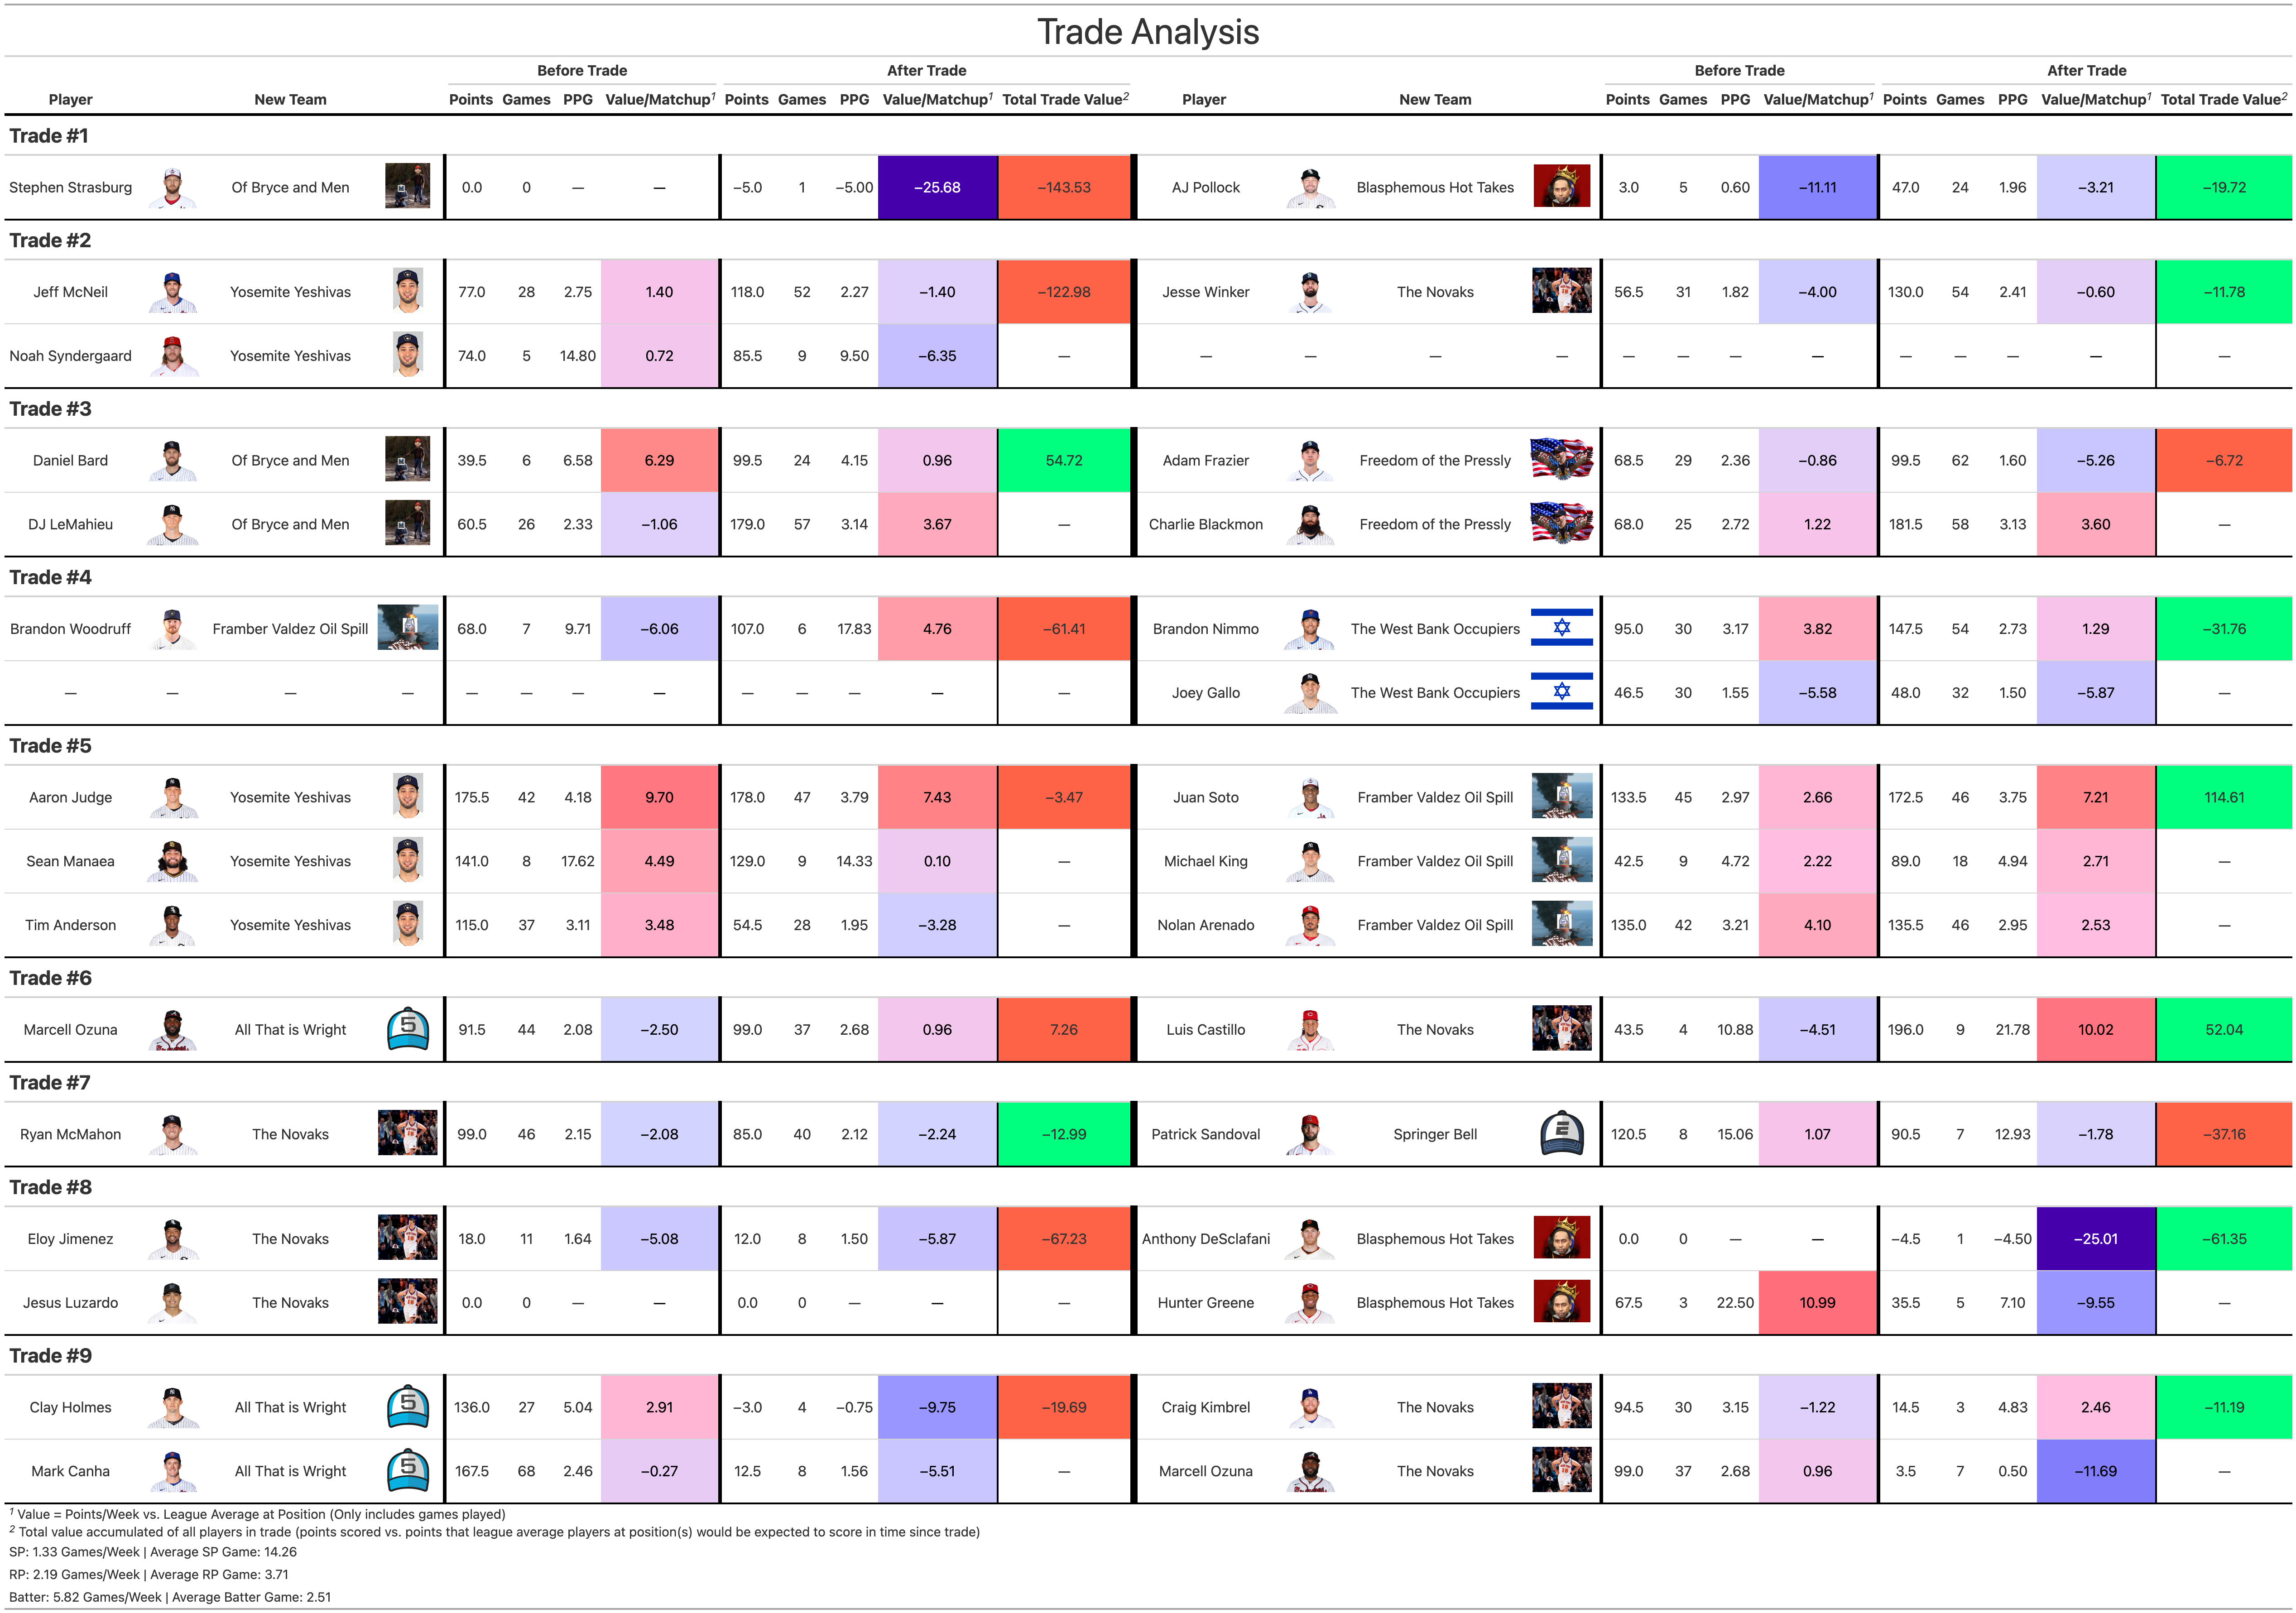 Trade Analysis
Before Trade After Trade Before Trade After Trade
Player New Team Points Games PPG Value/Matchup¹ Points Games PPG Value/Matchup¹ Total Trade Value² Player New Team Points Games PPG Value/Matchup¹ Points Games PPG Value/Matchup¹ Total Trade Value²
Trade #1
Stephen Strasburg Of Bryce and Men 0.0 0 — — −5.0 1 −5.00 −25.68 −143.53 AJ Pollock Blasphemous Hot Takes 3.0 5 0.60 −11.11 47.0 24 1.96 −3.21 −19.72
Trade #2
Jeff McNeil Yosemite Yeshivas 77.0 28 2.75 1.40 118.0 52 2.27 −1.40 −122.98 Jesse Winker The Novaks 56.5 31 1.82 −4.00 130.0 54 2.41 −0.60 −11.78
Noah Syndergaard Yosemite Yeshivas 74.0 5 14.80 0.72 85.5 9 9.50 −6.35 — — — — — — — — — — — — — —
Trade #3
Daniel Bard Of Bryce and Men 39.5 6 6.58 6.29 99.5 24 4.15 0.96 54.72 Adam Frazier Freedom of the Pressly 68.5 29 2.36 −0.86 99.5 62 1.60 −5.26 −6.72
DJ LeMahieu Of Bryce and Men 60.5 26 2.33 −1.06 179.0 57 3.14 3.67 — Charlie Blackmon Freedom of the Pressly 68.0 25 2.72 1.22 181.5 58 3.13 3.60 —
Trade #4
Brandon Woodruff Framber Valdez Oil Spill 68.0 7 9.71 −6.06 107.0 6 17.83 4.76 −61.41 Brandon Nimmo The West Bank Occupiers 95.0 30 3.17 3.82 147.5 54 2.73 1.29 −31.76
— — — — — — — — — — — — — Joey Gallo The West Bank Occupiers 46.5 30 1.55 −5.58 48.0 32 1.50 −5.87 —
Trade #5
Aaron Judge Yosemite Yeshivas 175.5 42 4.18 9.70 178.0 47 3.79 7.43 −3.47 Juan Soto Framber Valdez Oil Spill 133.5 45 2.97 2.66 172.5 46 3.75 7.21 114.61
Sean Manaea Yosemite Yeshivas 141.0 8 17.62 4.49 129.0 9 14.33 0.10 — Michael King Framber Valdez Oil Spill 42.5 9 4.72 2.22 89.0 18 4.94 2.71 —
Tim Anderson Yosemite Yeshivas 115.0 37 3.11 3.48 54.5 28 1.95 −3.28 — Nolan Arenado Framber Valdez Oil Spill 135.0 42 3.21 4.10 135.5 46 2.95 2.53 —
Trade #6
Marcell Ozuna All That is Wright 5 91.5 44 2.08 −2.50 99.0 37 2.68 0.96 7.26 Luis Castillo The Novaks 43.5 4 10.88 −4.51 196.0 9 21.78 10.02 52.04
Trade #7
Ryan McMahon The Novaks 99.0 46 2.15 −2.08 85.0 40 2.12 −2.24 −12.99 Patrick Sandoval Springer Bell 120.5 8 15.06 1.07 90.5 7 12.93 −1.78 −37.16
Trade #8
Eloy Jimenez The Novaks 18.0 11 1.64 −5.08 12.0 8 1.50 −5.87 −67.23 Anthony DeSclafani Blasphemous Hot Takes 0.0 0 — — −4.5 1 −4.50 −25.01 −61.35
Jesus Luzardo The Novaks 0.0 0 — — 0.0 0 — — — Hunter Greene Blasphemous Hot Takes 67.5 3 22.50 10.99 35.5 5 7.10 −9.55 —
Trade #9
Clay Holmes All That is Wright 5 136.0 27 5.04 2.91 −3.0 4 −0.75 −9.75 −19.69 Craig Kimbrel The Novaks 94.5 30 3.15 −1.22 14.5 3 4.83 2.46 −11.19
Mark Canha All That is Wright 5 167.5 68 2.46 −0.27 12.5 8 1.56 −5.51 — Marcell Ozuna The Novaks 99.0 37 2.68 0.96 3.5 7 0.50 −11.69 —
¹ Value = Points/Week vs. League Average at Position (Only includes games played)
² Total value accumulated of all players in trade (points scored vs. points that league average players at position(s) would be expected to score in time since trade)
SP: 1.33 Games/Week | Average SP Game: 14.26
RP: 2.19 Games/Week | Average RP Game: 3.71
Batter: 5.82 Games/Week | Average Batter Game: 2.51